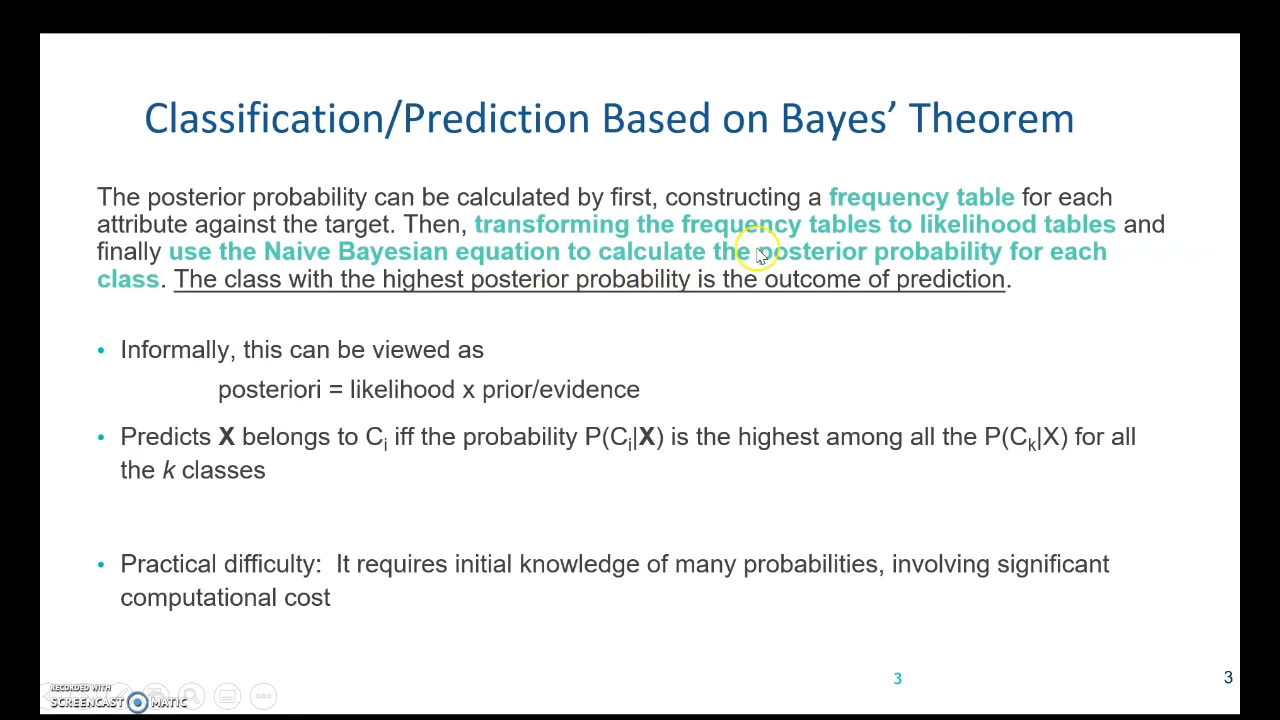 Classification/Prediction Based on Bayes’ Theorem
The posterior probability can be calculated by first, constructing a frequency table for each
attribute against the target. Then, transforming the frequency tables to likelihood tables and
finally use the Naive Bayesian equation to calculate the posterior probability for each
class. The class with the highest posterior probability is the outcome of prediction.
• Informally, this can be viewed as
posteriori = likelihood x prior/evidence
• Predicts X belongs to Ci iff the probability P(Ci|X) is the highest among all the P(Ck|X) for all
the k classes
• Practical difficulty: It requires initial knowledge of many probabilities, involving significant
computational cost
3
3
RECORDED WITH
SCREENCAST MATIC